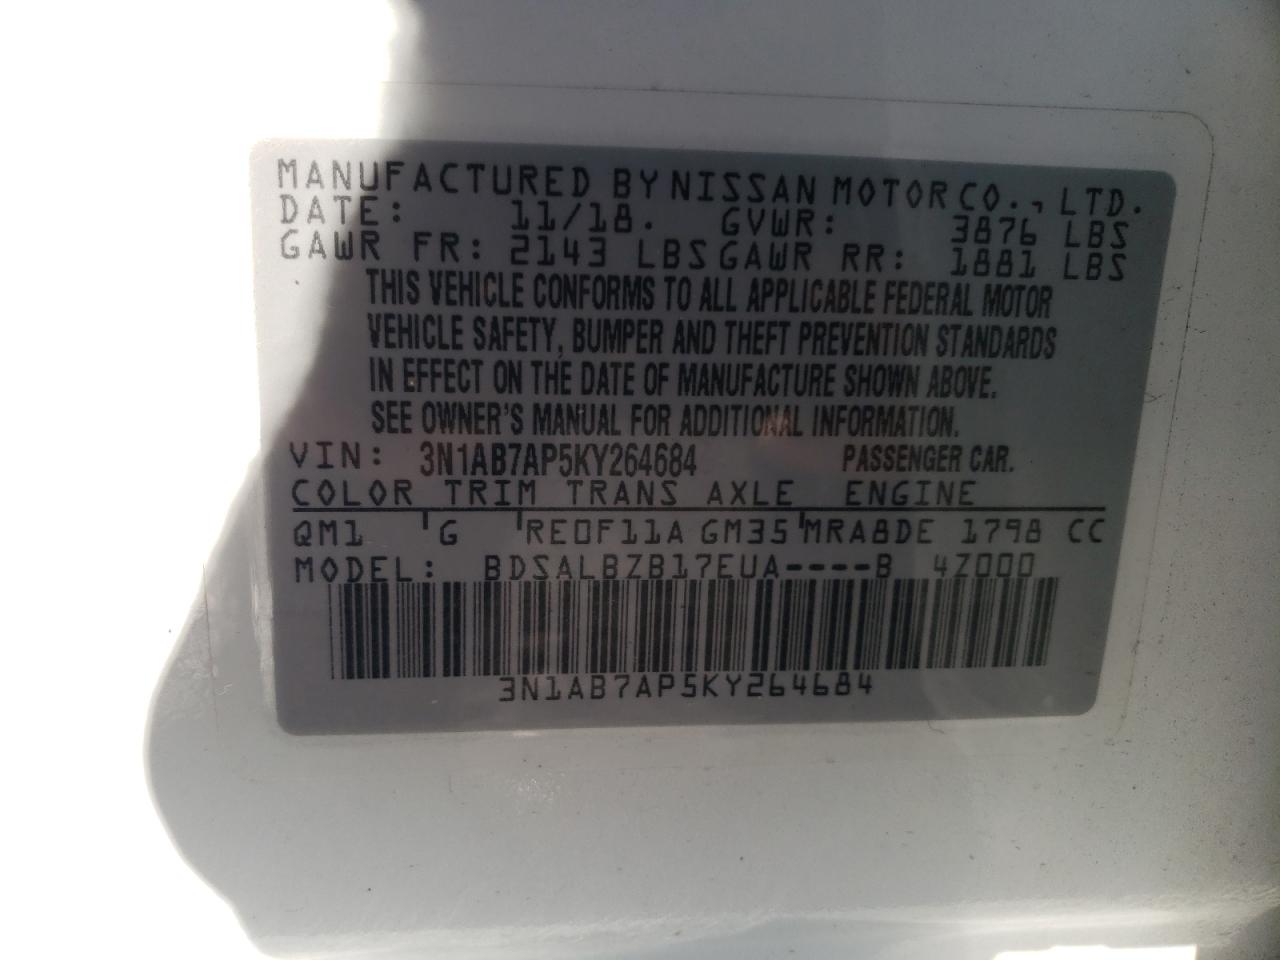 MANUFACTURED BY NISSAN MOTOR CO., LTD.
DATE: 11/18. GVWR: 3876 LBS
GAWR FR: 2143 LBS GAWR RR: 1881 LBS
THIS VEHICLE CONFORMS TO ALL APPLICABLE FEDERAL MOTOR
VEHICLE SAFETY, BUMPER AND THEFT PREVENTION STANDARDS
IN EFFECT ON THE DATE OF MANUFACTURE SHOWN ABOVE.
SEE OWNER'S MANUAL FOR ADDITIONAL INFORMATION.
VIN: 3N1AB7AP5KY264684 PASSENGER CAR.
COLOR TRIM TRANS AXLE ENGINE
QM1 G RE0F11A GM35 MRA8DE 1798 CC
MODEL: BDSALBZB17EUA----B 4Z000
3N1AB7AP5KY264684